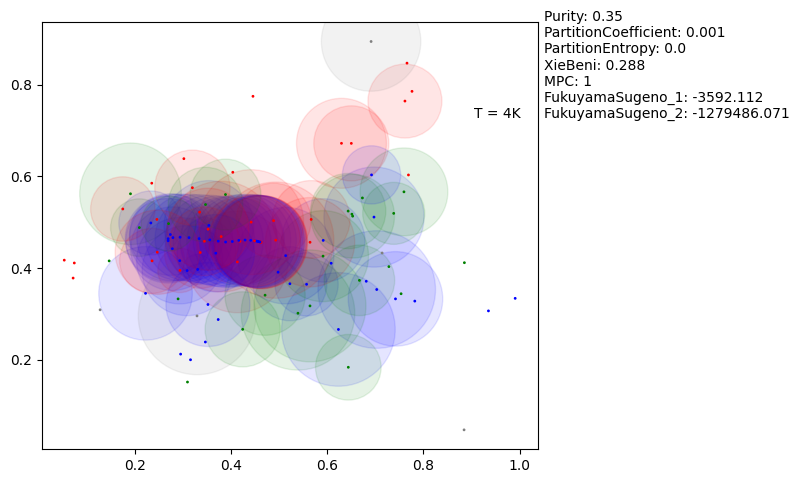 Purity: 0.35
PartitionCoefficient: 0.001
PartitionEntropy: 0.0
XieBeni: 0.288
MPC: 1
FukuyamaSugeno_1: -3592.112
FukuyamaSugeno_2: -1279486.071
T = 4K
0.8
0.6
0.4
0.2
0.2 0.4 0.6 0.8 1.0